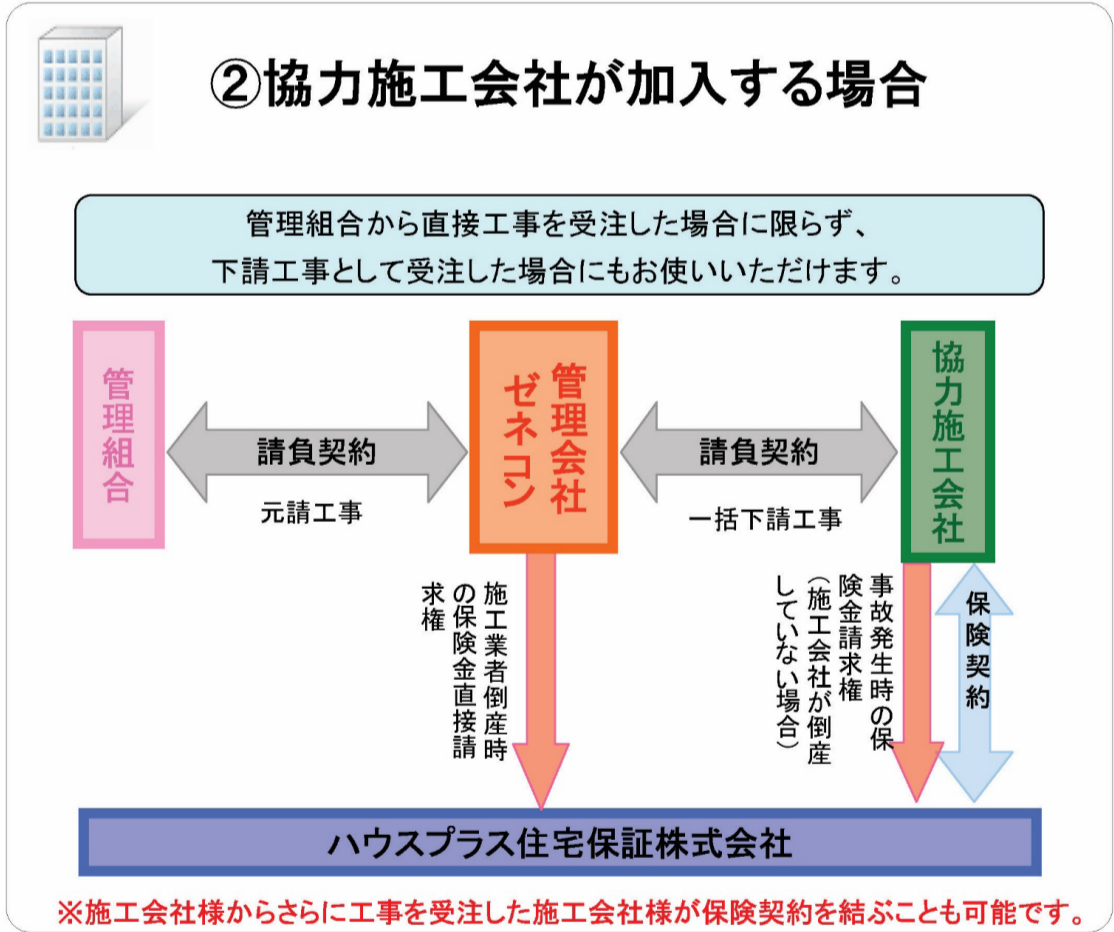 ②協力施工会社が加入する場合
管理組合から直接工事を受注した場合に限らず、
下請工事として受注した場合にもお使いいただけます。
管理組合
請負契約
元請工事
管理会社
ゼネコン
請負契約
一括下請工事
協力施工会社
施工業者倒産時
の保険金直接請
求権
事故発生時の保
険金請求権
（施工会社が倒産
していない場合）
保険契約
ハウスプラス住宅保証株式会社
※施工会社様からさらに工事を受注した施工会社様が保険契約を結ぶことも可能です。